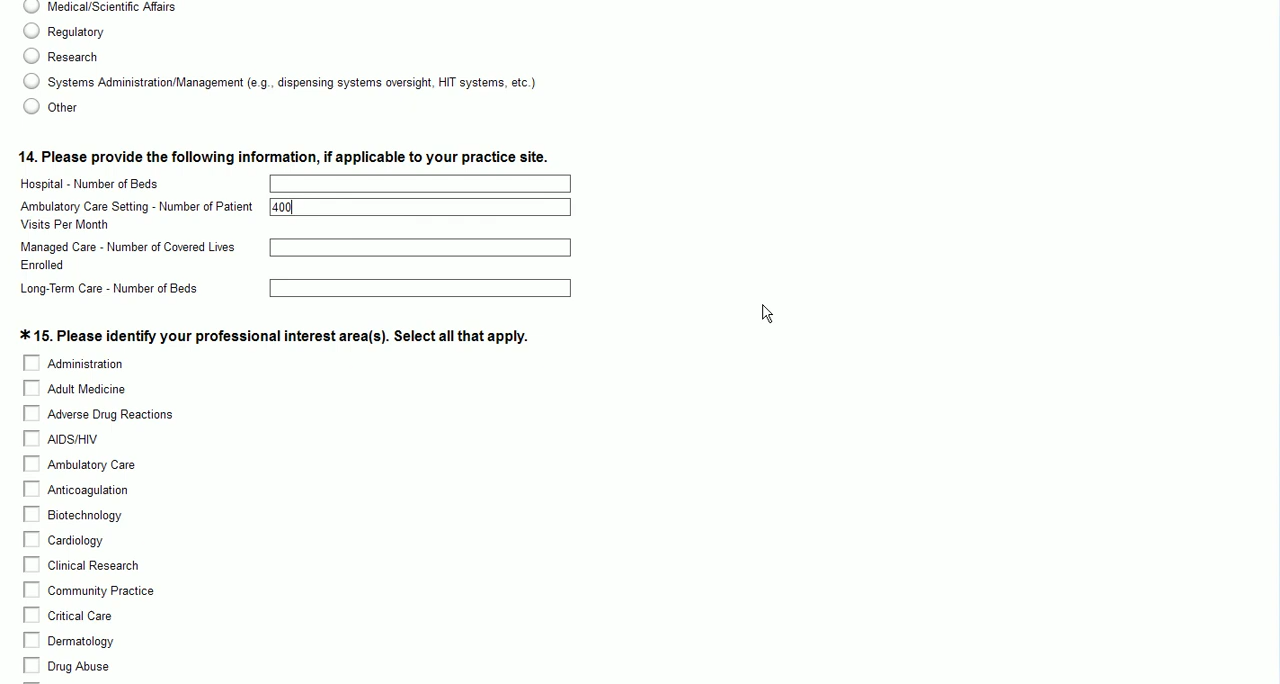 Medical/Scientific Affairs
Regulatory
Research
Systems Administration/Management (e.g., dispensing systems oversight, HIT systems, etc.)
Other
14. Please provide the following information, if applicable to your practice site.
Hospital - Number of Beds
Ambulatory Care Setting - Number of Patient 400
Visits Per Month
Managed Care - Number of Covered Lives
Enrolled
Long-Term Care - Number of Beds
*15. Please identify your professional interest area(s). Select all that apply.
Administration
Adult Medicine
Adverse Drug Reactions
AIDS/HIV
Ambulatory Care
Anticoagulation
Biotechnology
Cardiology
Clinical Research
Community Practice
Critical Care
Dermatology
Drug Abuse